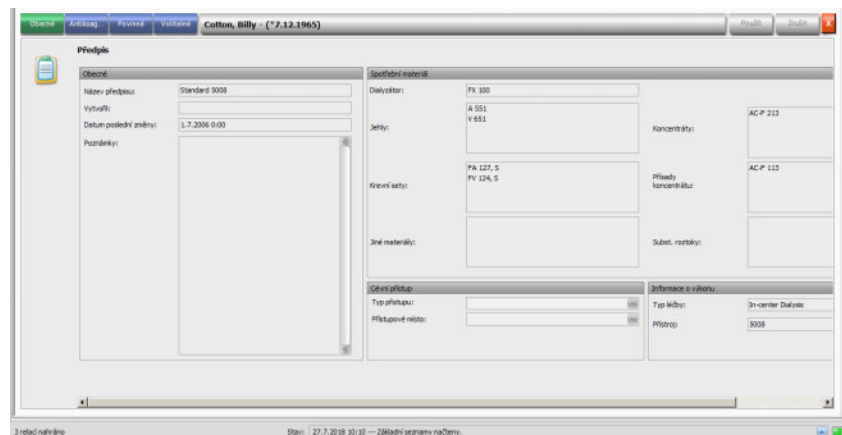 Obecné Antikoag. Povinné Volitelné Cotton, Billy - (*7.12.1965) Použít Zrušit X
Předpis
Obecné
Název předpisu: Standard 5008
Vytvořil:
Datum poslední změny: 1.7.2006 0:00
Poznámky:
Spotřební materiál
Dialyzátor: FX 100
Jehly: A 551
V 651
Koncentráty: AC-F 213
Krevní sety: FA 127, S
FV 124, S
Přísady
koncentrátu: AC-F 113
Jiné materiály:
Subst. roztoky:
Cévní přístup
Typ přístupu:
Přístupové místo:
Informace o výkonu
Typ léčby: In-center Dialysis
Přístroj: 5008
3 relací nahráno Stav: 27.7.2018 10:10 --- Základní seznamy načteny.